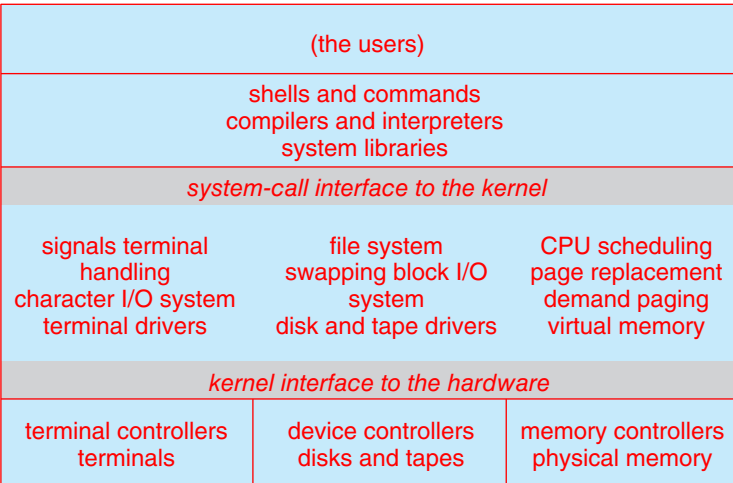 (the users)
shells and commands
compilers and interpreters
system libraries
system-call interface to the kernel
signals terminal
handling
character I/O system
terminal drivers
file system
swapping block I/O
system
disk and tape drivers
CPU scheduling
page replacement
demand paging
virtual memory
kernel interface to the hardware
terminal controllers
terminals
device controllers
disks and tapes
memory controllers
physical memory